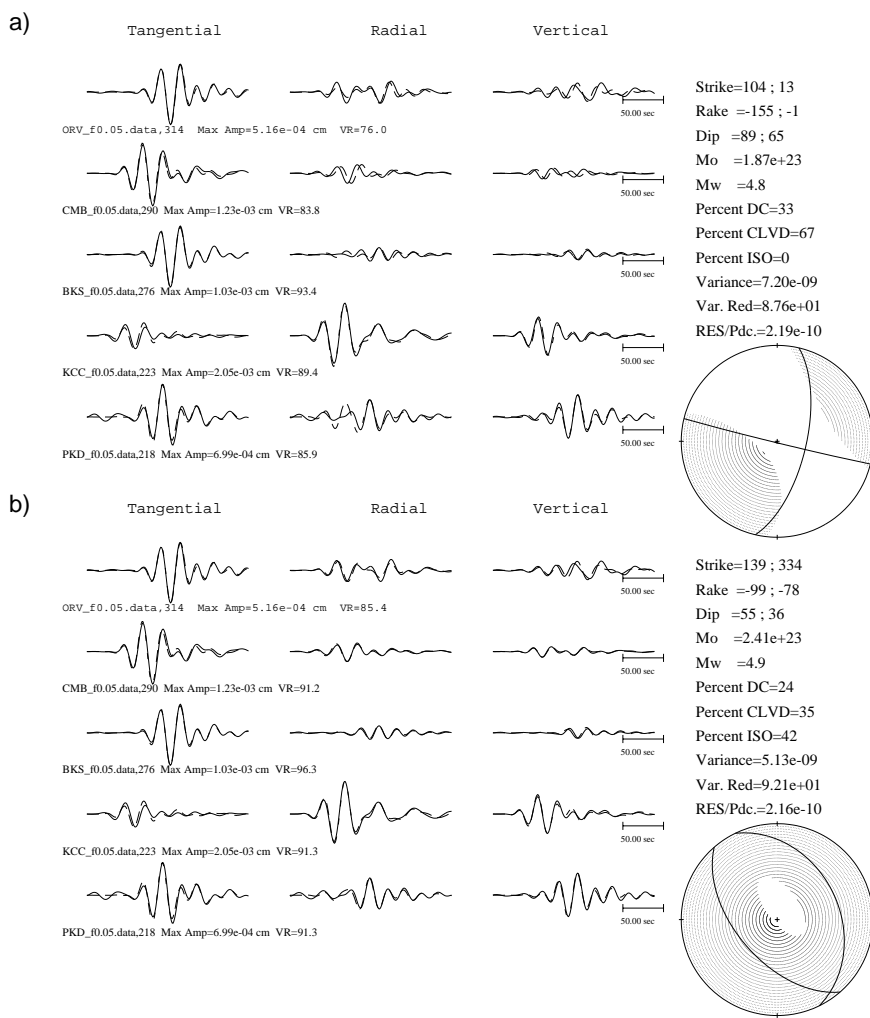 a)
Tangential Radial Vertical
50.00 sec
ORV_f0.05.data,314 Max Amp=5.16e-04 cm VR=76.0
50.00 sec
CMB_f0.05.data,290 Max Amp=1.23e-03 cm VR=83.8
50.00 sec
BKS_f0.05.data,276 Max Amp=1.03e-03 cm VR=93.4
50.00 sec
KCC_f0.05.data,223 Max Amp=2.05e-03 cm VR=89.4
50.00 sec
PKD_f0.05.data,218 Max Amp=6.99e-04 cm VR=85.9
Strike=104 ; 13
Rake =-155 ; -1
Dip =89 ; 65
Mo =1.87e+23
Mw =4.8
Percent DC=33
Percent CLVD=67
Percent ISO=0
Variance=7.20e-09
Var. Red=8.76e+01
RES/Pdc.=2.19e-10
b)
Tangential Radial Vertical
50.00 sec
ORV_f0.05.data,314 Max Amp=5.16e-04 cm VR=85.4
50.00 sec
CMB_f0.05.data,290 Max Amp=1.23e-03 cm VR=91.2
50.00 sec
BKS_f0.05.data,276 Max Amp=1.03e-03 cm VR=96.3
50.00 sec
KCC_f0.05.data,223 Max Amp=2.05e-03 cm VR=91.3
50.00 sec
PKD_f0.05.data,218 Max Amp=6.99e-04 cm VR=91.3
Strike=139 ; 334
Rake =-99 ; -78
Dip =55 ; 36
Mo =2.41e+23
Mw =4.9
Percent DC=24
Percent CLVD=35
Percent ISO=42
Variance=5.13e-09
Var. Red=9.21e+01
RES/Pdc.=2.16e-10